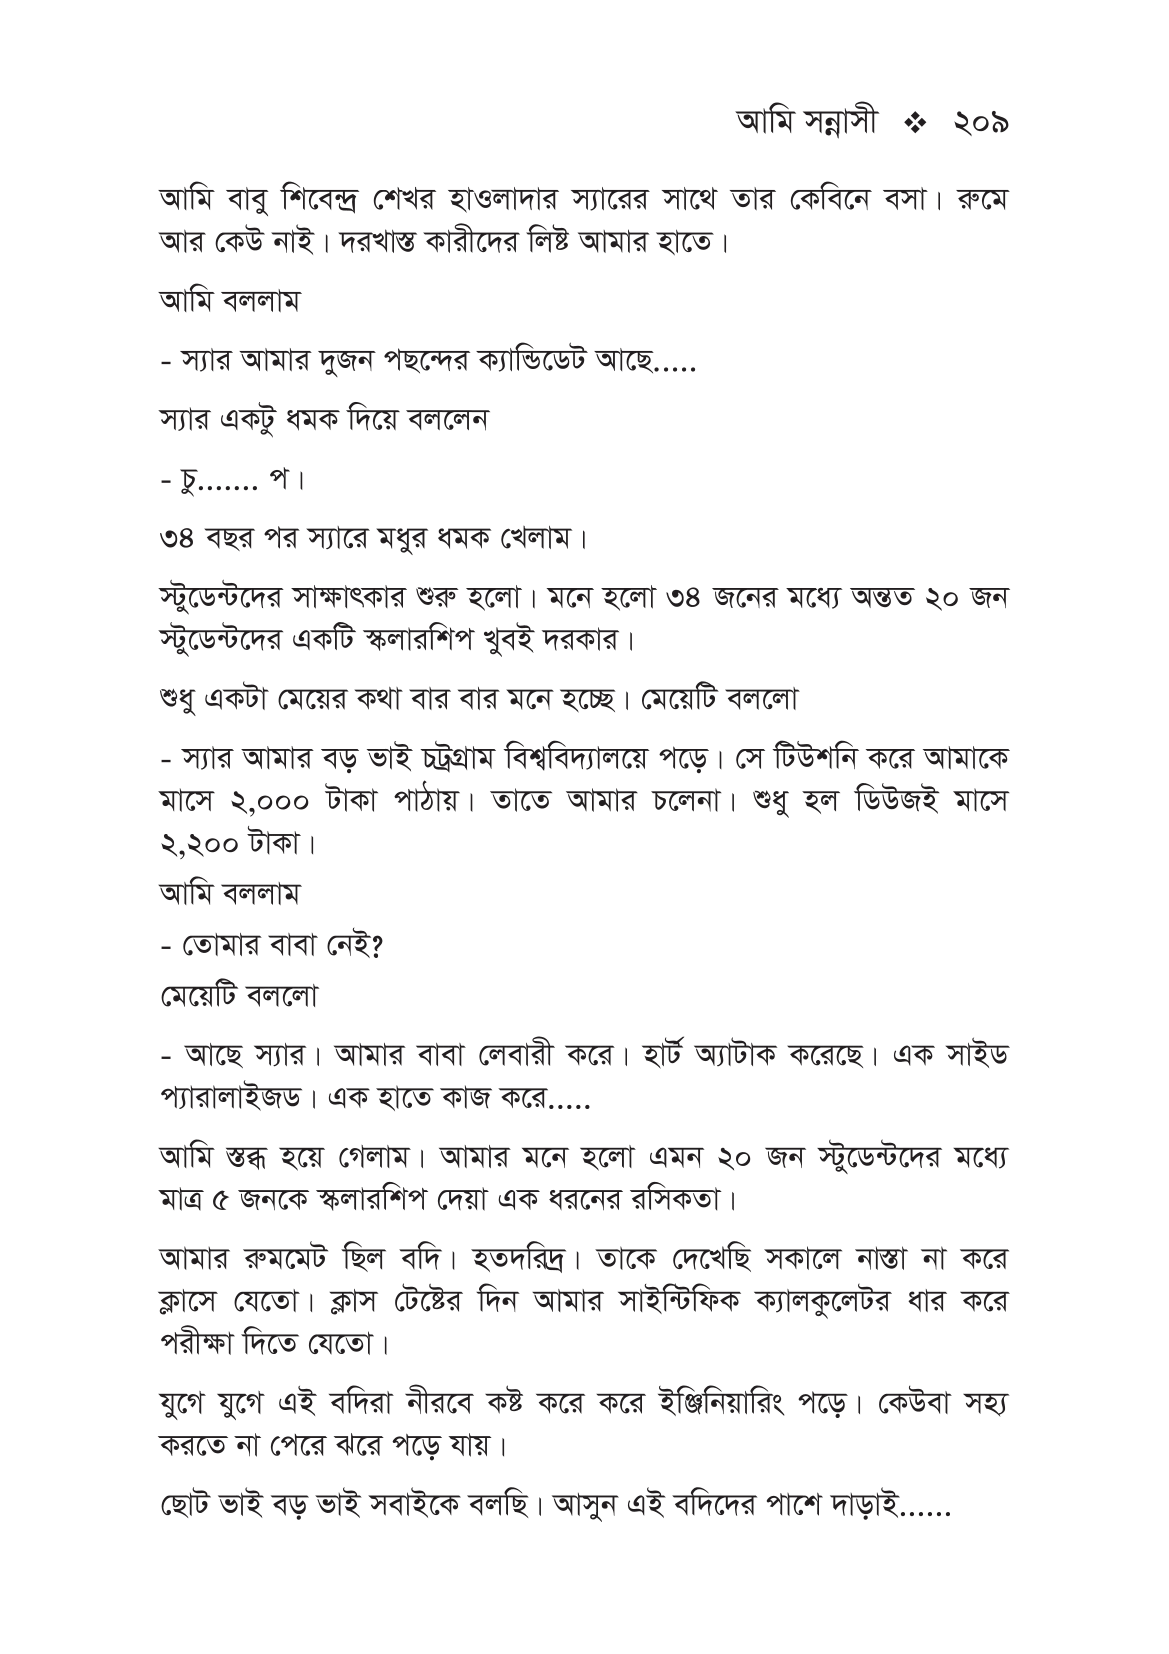 আমি সন্নাসী ❖ ২০৯
আমি বাবু শিবেন্দ্র শেখর হাওলাদার স্যারের সাথে তার কেবিনে বসা। রুমে
আর কেউ নাই। দরখাস্ত কারীদের লিষ্ট আমার হাতে।
আমি বললাম
- স্যার আমার দুজন পছন্দের ক্যান্ডিডেট আছে.....
স্যার একটু ধমক দিয়ে বললেন
- চু....... প।
৩৪ বছর পর স্যারে মধুর ধমক খেলাম।
স্টুডেন্টদের সাক্ষাৎকার শুরু হলো। মনে হলো ৩৪ জনের মধ্যে অন্তত ২০ জন
স্টুডেন্টদের একটি স্কলারশিপ খুবই দরকার।
শুধু একটা মেয়ের কথা বার বার মনে হচ্ছে। মেয়েটি বললো
- স্যার আমার বড় ভাই চট্রগ্রাম বিশ্ববিদ্যালয়ে পড়ে। সে টিউশনি করে আমাকে
মাসে ২,০০০ টাকা পাঠায়। তাতে আমার চলেনা। শুধু হল ডিউজই মাসে
২,২০০ টাকা।
আমি বললাম
- তোমার বাবা নেই?
মেয়েটি বললো
- আছে স্যার। আমার বাবা লেবারী করে। হার্ট অ্যাটাক করেছে। এক সাইড
প্যারালাইজড। এক হাতে কাজ করে.....
আমি স্তব্ধ হয়ে গেলাম। আমার মনে হলো এমন ২০ জন স্টুডেন্টদের মধ্যে
মাত্র ৫ জনকে স্কলারশিপ দেয়া এক ধরনের রসিকতা।
আমার রুমমেট ছিল বদি। হতদরিদ্র। তাকে দেখেছি সকালে নাস্তা না করে
ক্লাসে যেতো। ক্লাস টেষ্টের দিন আমার সাইন্টিফিক ক্যালকুলেটর ধার করে
পরীক্ষা দিতে যেতো।
যুগে যুগে এই বদিরা নীরবে কষ্ট করে করে ইঞ্জিনিয়ারিং পড়ে। কেউবা সহ্য
করতে না পেরে ঝরে পড়ে যায়।
ছোট ভাই বড় ভাই সবাইকে বলছি। আসুন এই বদিদের পাশে দাড়াই......